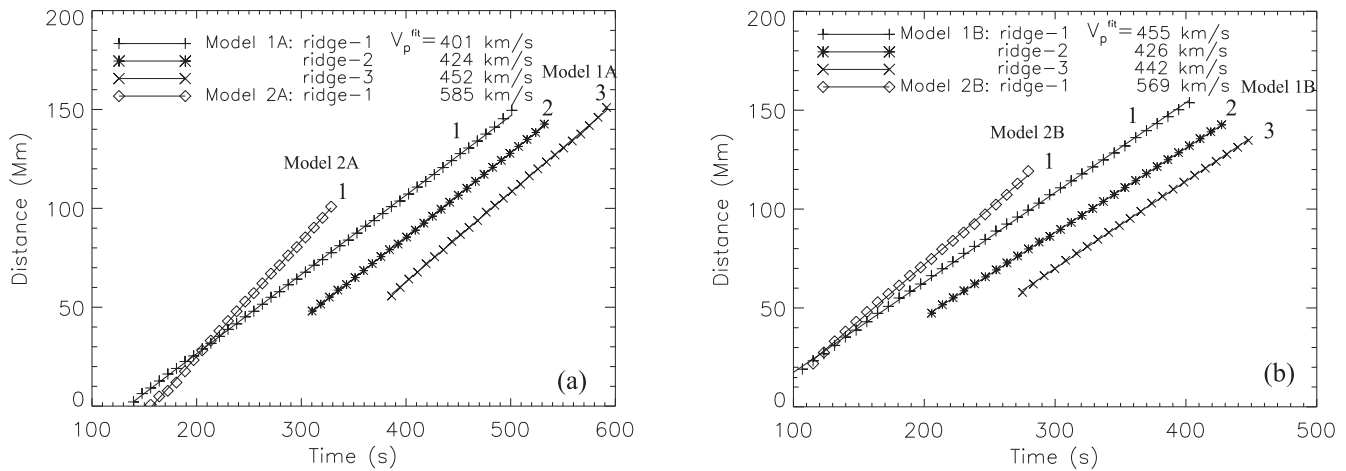 200
150
100
50
0
Distance (Mm)
Model 1A: ridge-1 Vp^fit= 401 km/s
ridge-2 424 km/s
ridge-3 452 km/s
Model 2A: ridge-1 585 km/s
Model 1A
3
2
1
Model 2A
1
(a)
100 200 300 400 500 600
Time (s)
200
150
100
50
0
Distance (Mm)
Model 1B: ridge-1 Vp^fit= 455 km/s
ridge-2 426 km/s
ridge-3 442 km/s
Model 2B: ridge-1 569 km/s
Model 1B
1
2
3
Model 2B
1
(b)
100 200 300 400 500
Time (s)